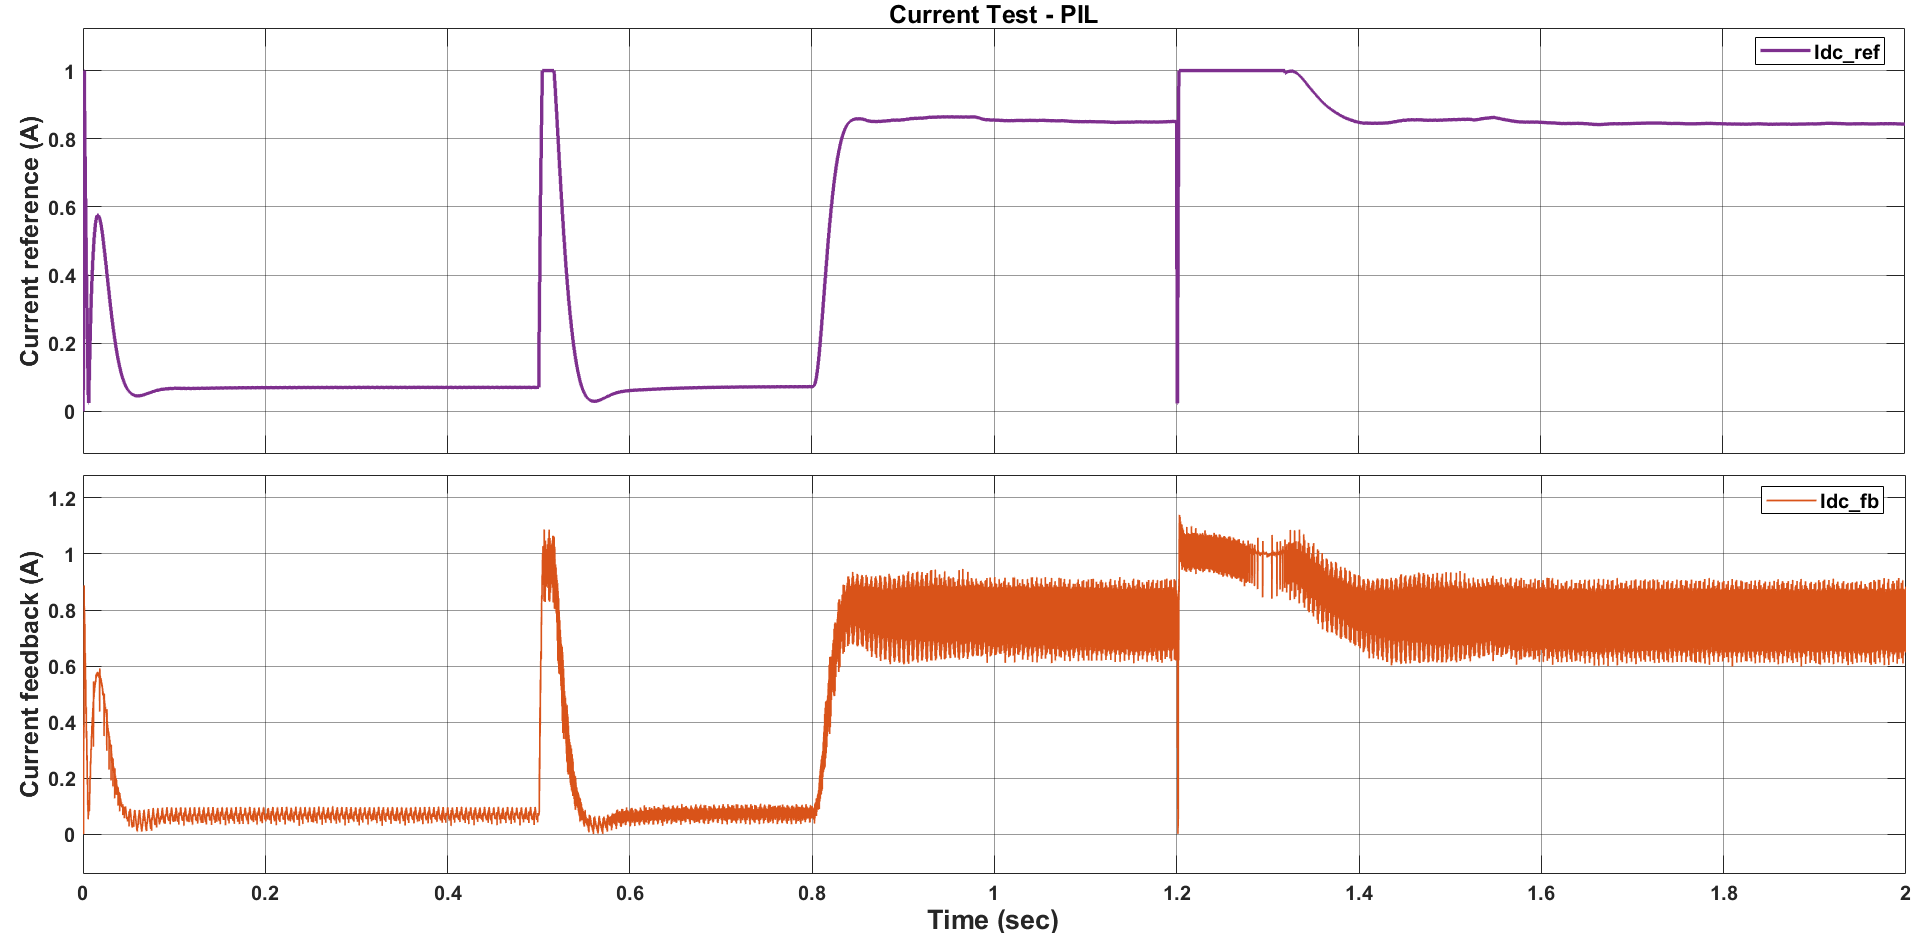 Current Test - PIL
Idc_ref
Current reference (A)
1
0.8
0.6
0.4
0.2
0
Idc_fb
Current feedback (A)
1.2
1
0.8
0.6
0.4
0.2
0
0 0.2 0.4 0.6 0.8 1 1.2 1.4 1.6 1.8 2
Time (sec)